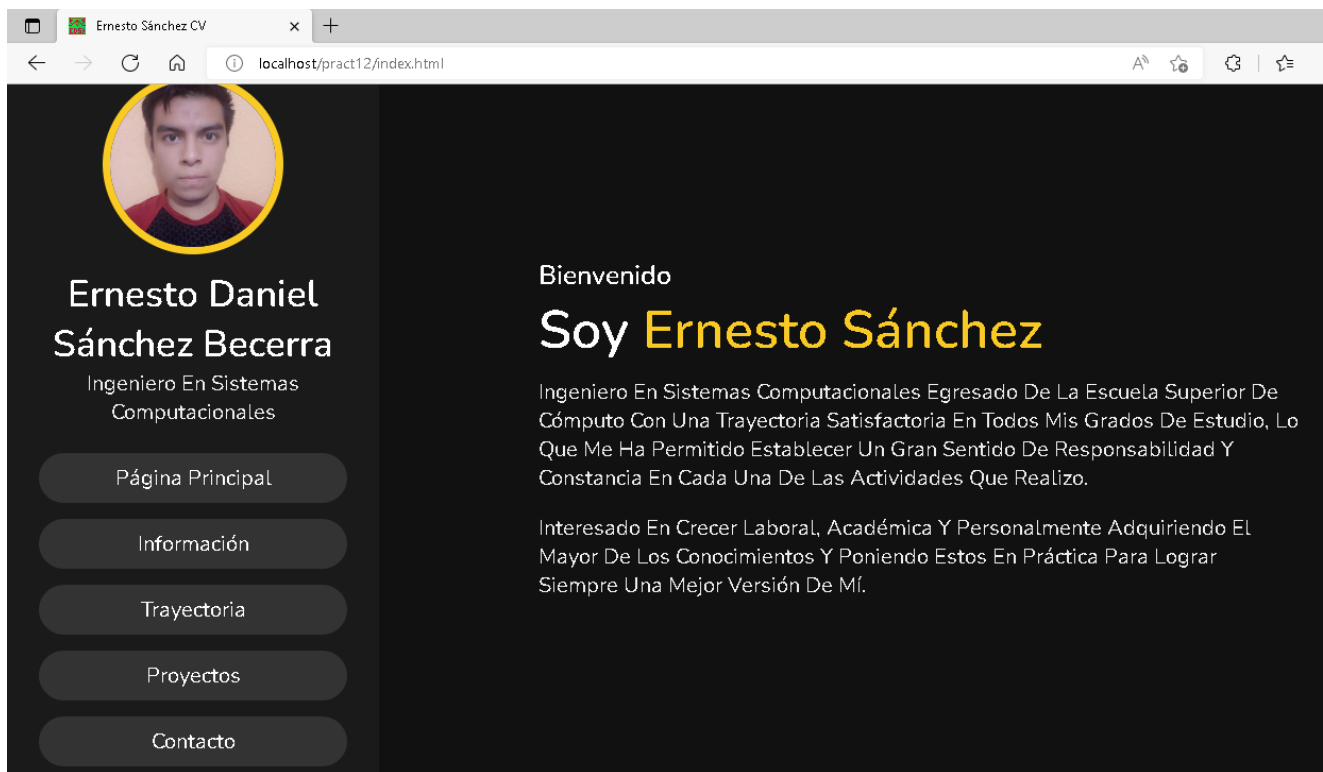 Ernesto Sánchez CV
localhost/pract12/index.html
Ernesto Daniel
Sánchez Becerra
Ingeniero En Sistemas
Computacionales
Página Principal
Información
Trayectoria
Proyectos
Contacto
Bienvenido
Soy Ernesto Sánchez
Ingeniero En Sistemas Computacionales Egresado De La Escuela Superior De
Cómputo Con Una Trayectoria Satisfactoria En Todos Mis Grados De Estudio, Lo
Que Me Ha Permitido Establecer Un Gran Sentido De Responsabilidad Y
Constancia En Cada Una De Las Actividades Que Realizo.
Interesado En Crecer Laboral, Académica Y Personalmente Adquiriendo El
Mayor De Los Conocimientos Y Poniendo Estos En Práctica Para Lograr
Siempre Una Mejor Versión De Mí.